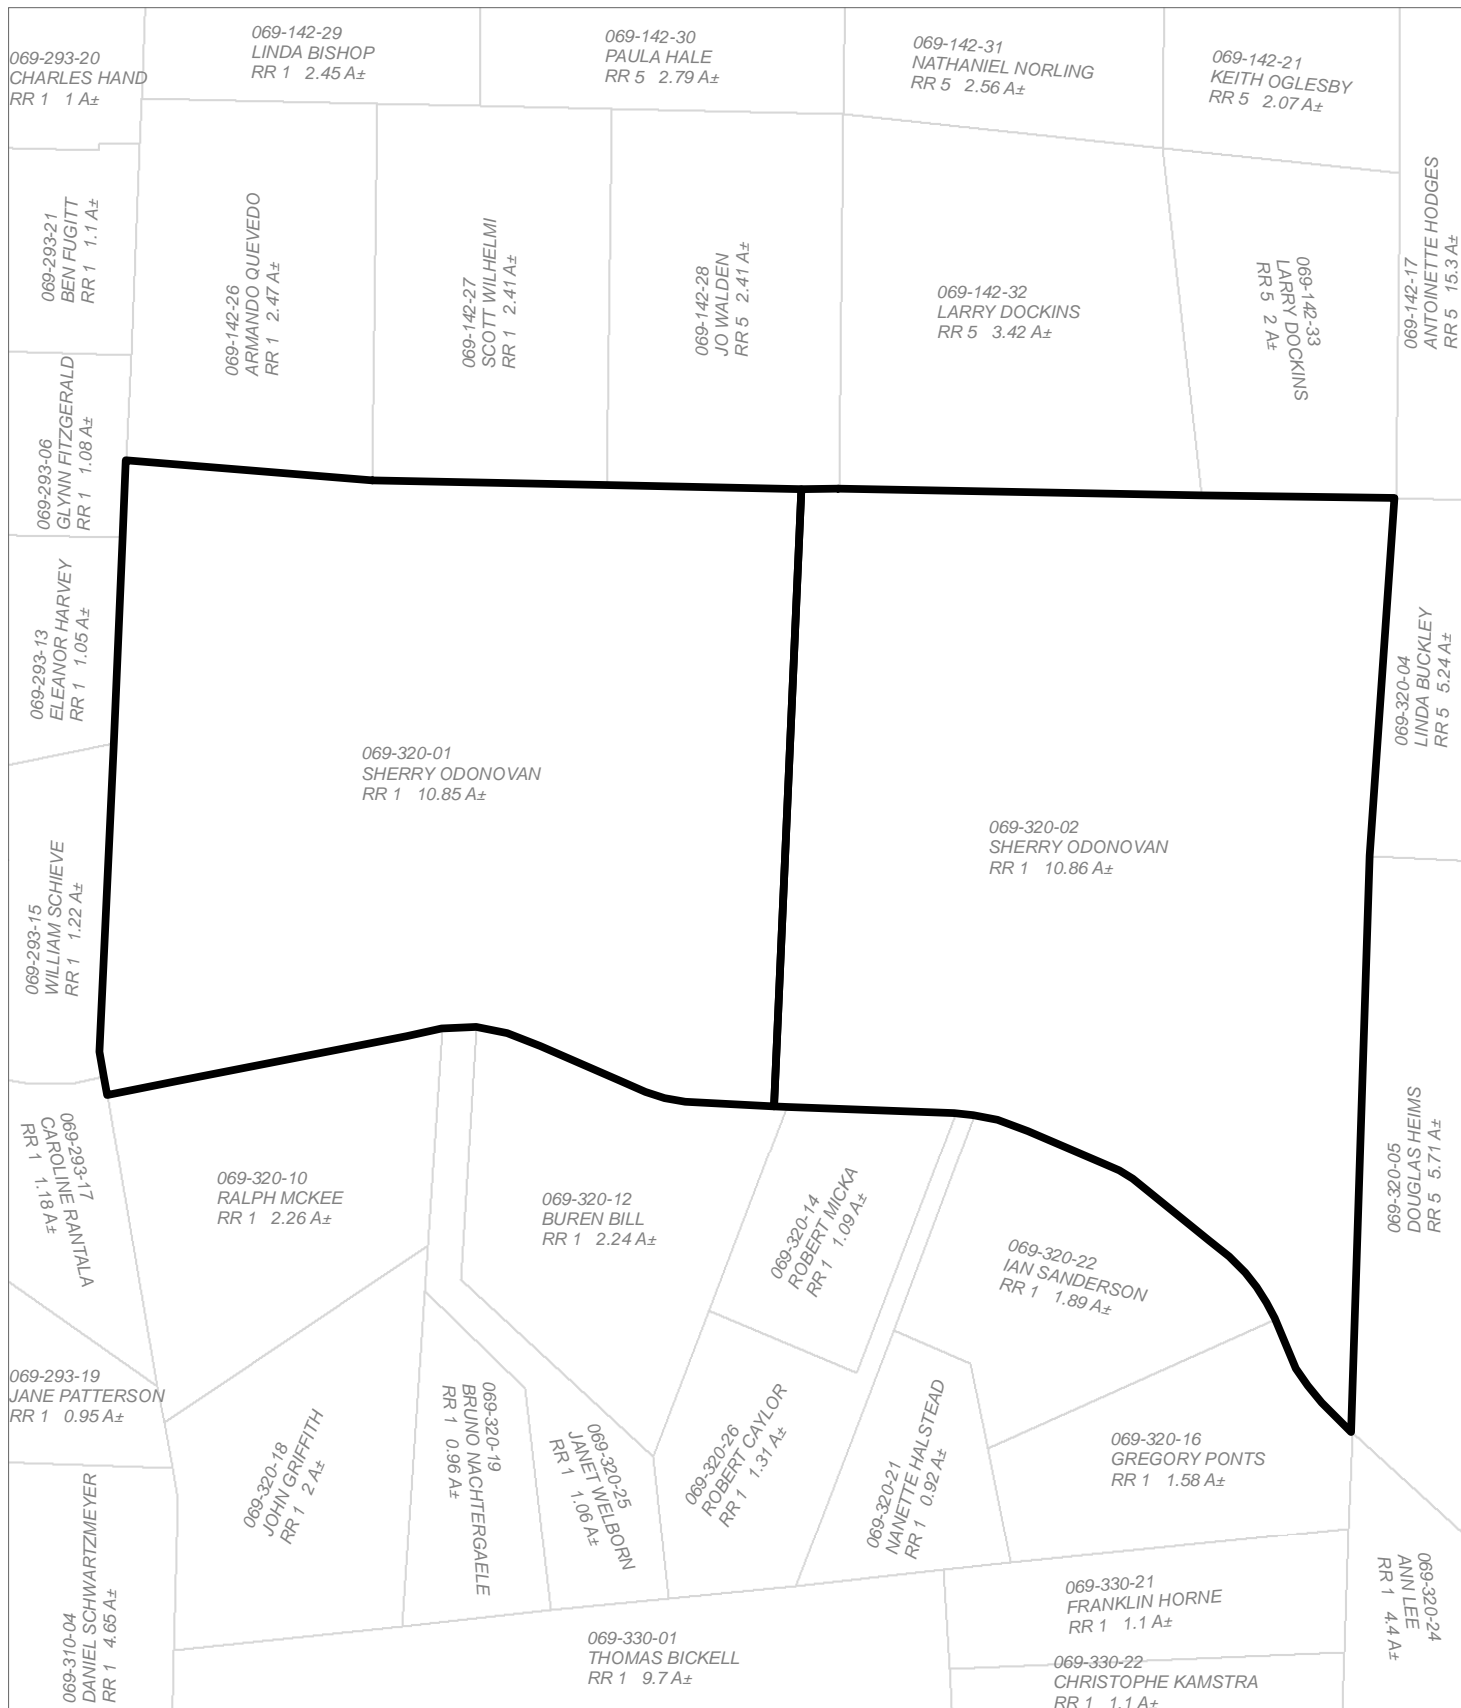 069-293-20
CHARLES HAND
RR 1 1 A±
069-142-29
LINDA BISHOP
RR 1 2.45 A±
069-142-30
PAULA HALE
RR 5 2.79 A±
069-142-31
NATHANIEL NORLING
RR 5 2.56 A±
069-142-21
KEITH OGLESBY
RR 5 2.07 A±
069-293-21
BEN FUGITT
RR 1 1.1 A±
069-142-26
ARMANDO QUEVEDO
RR 1 2.47 A±
069-142-27
SCOTT WILHELMI
RR 1 2.41 A±
069-142-28
JO WALDEN
RR 5 2.41 A±
069-142-32
LARRY DOCKINS
RR 5 3.42 A±
069-142-33
LARRY DOCKINS
RR 5 2 A±
069-142-17
ANTOINETTE HODGES
RR 5 15.3 A±
069-293-06
GLYNN FITZGERALD
RR 1 1.08 A±
069-293-13
ELEANOR HARVEY
RR 1 1.05 A±
069-320-01
SHERRY ODONOVAN
RR 1 10.85 A±
069-320-02
SHERRY ODONOVAN
RR 1 10.86 A±
069-320-04
LINDA BUCKLEY
RR 5 5.24 A±
069-293-15
WILLIAM SCHIEVE
RR 1 1.22 A±
069-293-17
CAROLINE RANTALA
RR 1 1.18 A±
069-320-10
RALPH MCKEE
RR 1 2.26 A±
069-320-12
BUREN BILL
RR 1 2.24 A±
069-320-14
ROBERT MICKA
RR 1 1.09 A±
069-320-22
IAN SANDERSON
RR 1 1.89 A±
069-320-05
DOUGLAS HEIMS
RR 5 5.71 A±
069-293-19
JANE PATTERSON
RR 1 0.95 A±
069-320-18
JOHN GRIFFITH
RR 1 2 A±
069-320-19
BRUNO NACHTERGAELE
RR 1 0.96 A±
069-320-25
JANET WELBORN
RR 1 1.06 A±
069-320-26
ROBERT CAYLOR
RR 1 1.31 A±
069-320-21
NANETTE HALSTEAD
RR 1 0.92 A±
069-320-16
GREGORY PONTS
RR 1 1.58 A±
069-310-04
DANIEL SCHWARTZMEYER
RR 1 4.65 A±
069-330-01
THOMAS BICKELL
RR 1 9.7 A±
069-330-21
FRANKLIN HORNE
RR 1 1.1 A±
069-330-22
CHRISTOPHE KAMSTRA
RR 1 1.1 A±
069-320-24
ANN LEE
RR 1 4.4 A±